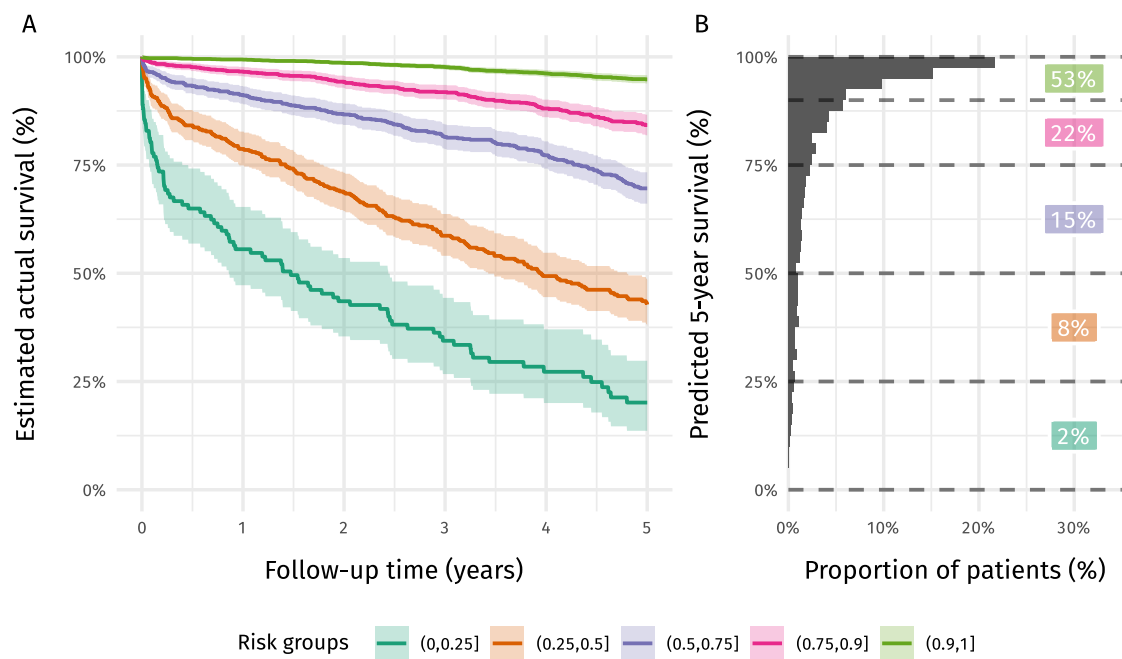 A
Estimated actual survival (%)
100%
75%
50%
25%
0%
0 1 2 3 4 5
Follow-up time (years)
B
Predicted 5-year survival (%)
100%
75%
50%
25%
0%
53%
22%
15%
8%
2%
0% 10% 20% 30%
Proportion of patients (%)
Risk groups (0,0.25] (0.25,0.5] (0.5,0.75] (0.75,0.9] (0.9,1]